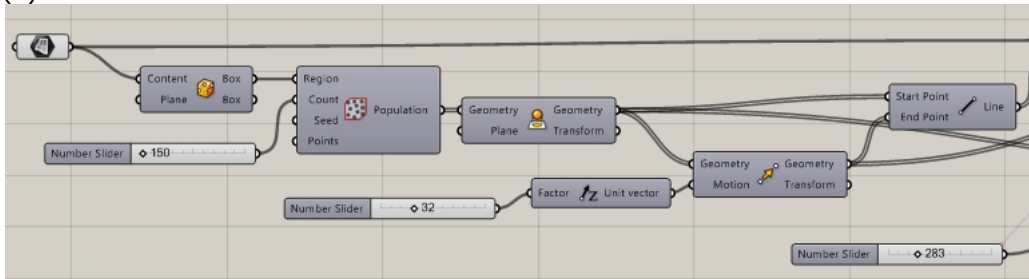 Content Box
Plane Box
Region
Count
Seed
Points
Population
Geometry Geometry
Plane Transform
Start Point
End Point
Line
Number Slider 150
Geometry Geometry
Motion Transform
Factor Z Unit vector
Number Slider 32
Number Slider 283